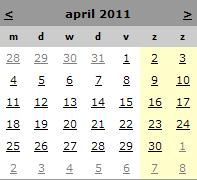 < april 2011 >
m d w d v z z
28 29 30 31 1 2 3
4 5 6 7 8 9 10
11 12 13 14 15 16 17
18 19 20 21 22 23 24
25 26 27 28 29 30 1
2 3 4 5 6 7 8